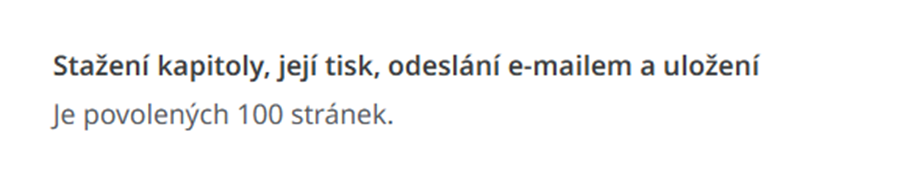 Stažení kapitoly, její tisk, odeslání e-mailem a uložení
Je povolených 100 stránek.